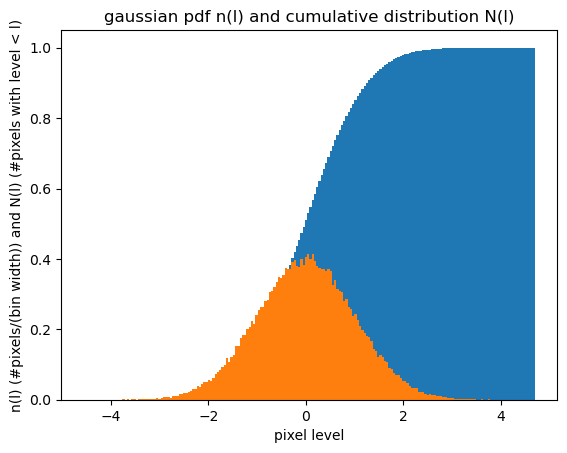 gaussian pdf n(l) and cumulative distribution N(l)
n(l) (#pixels/(bin width)) and N(l) (#pixels with level < l)
1.0
0.8
0.6
0.4
0.2
0.0
−4 −2 0 2 4
pixel level